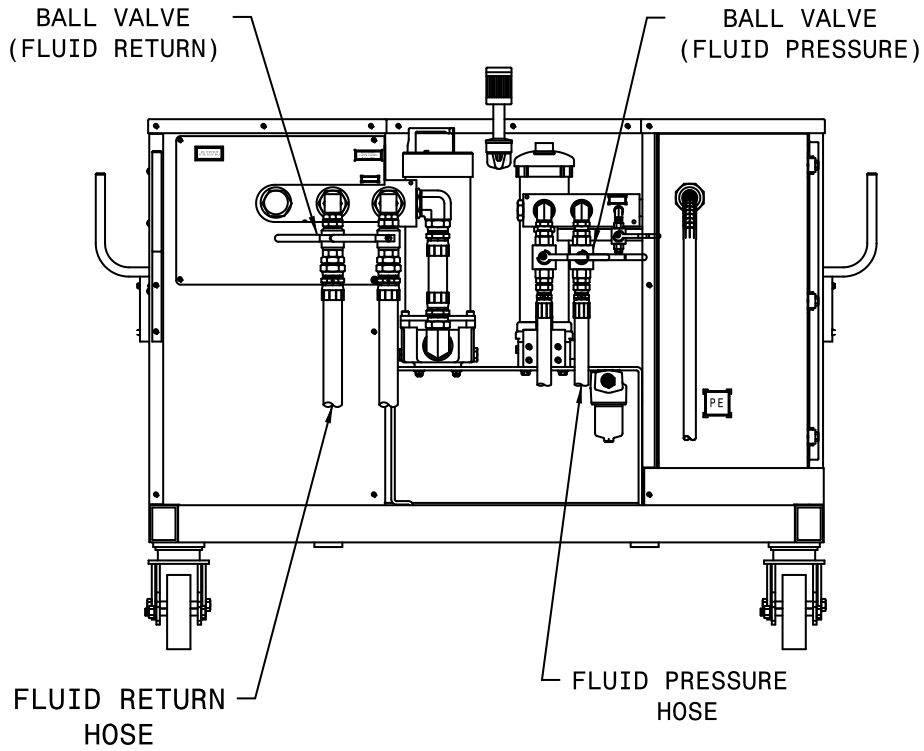 BALL VALVE
(FLUID RETURN)
BALL VALVE
(FLUID PRESSURE)
PE
FLUID RETURN
HOSE
FLUID PRESSURE
HOSE